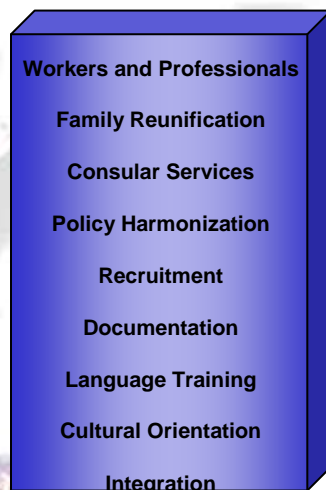 Workers and Professionals
Family Reunification
Consular Services
Policy Harmonization
Recruitment
Documentation
Language Training
Cultural Orientation
Integration